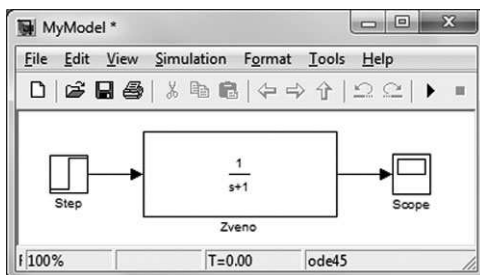 MyModel *
File Edit View Simulation Format Tools Help
1
s+1
Step
Scope
Zveno
100% T=0.00 ode45